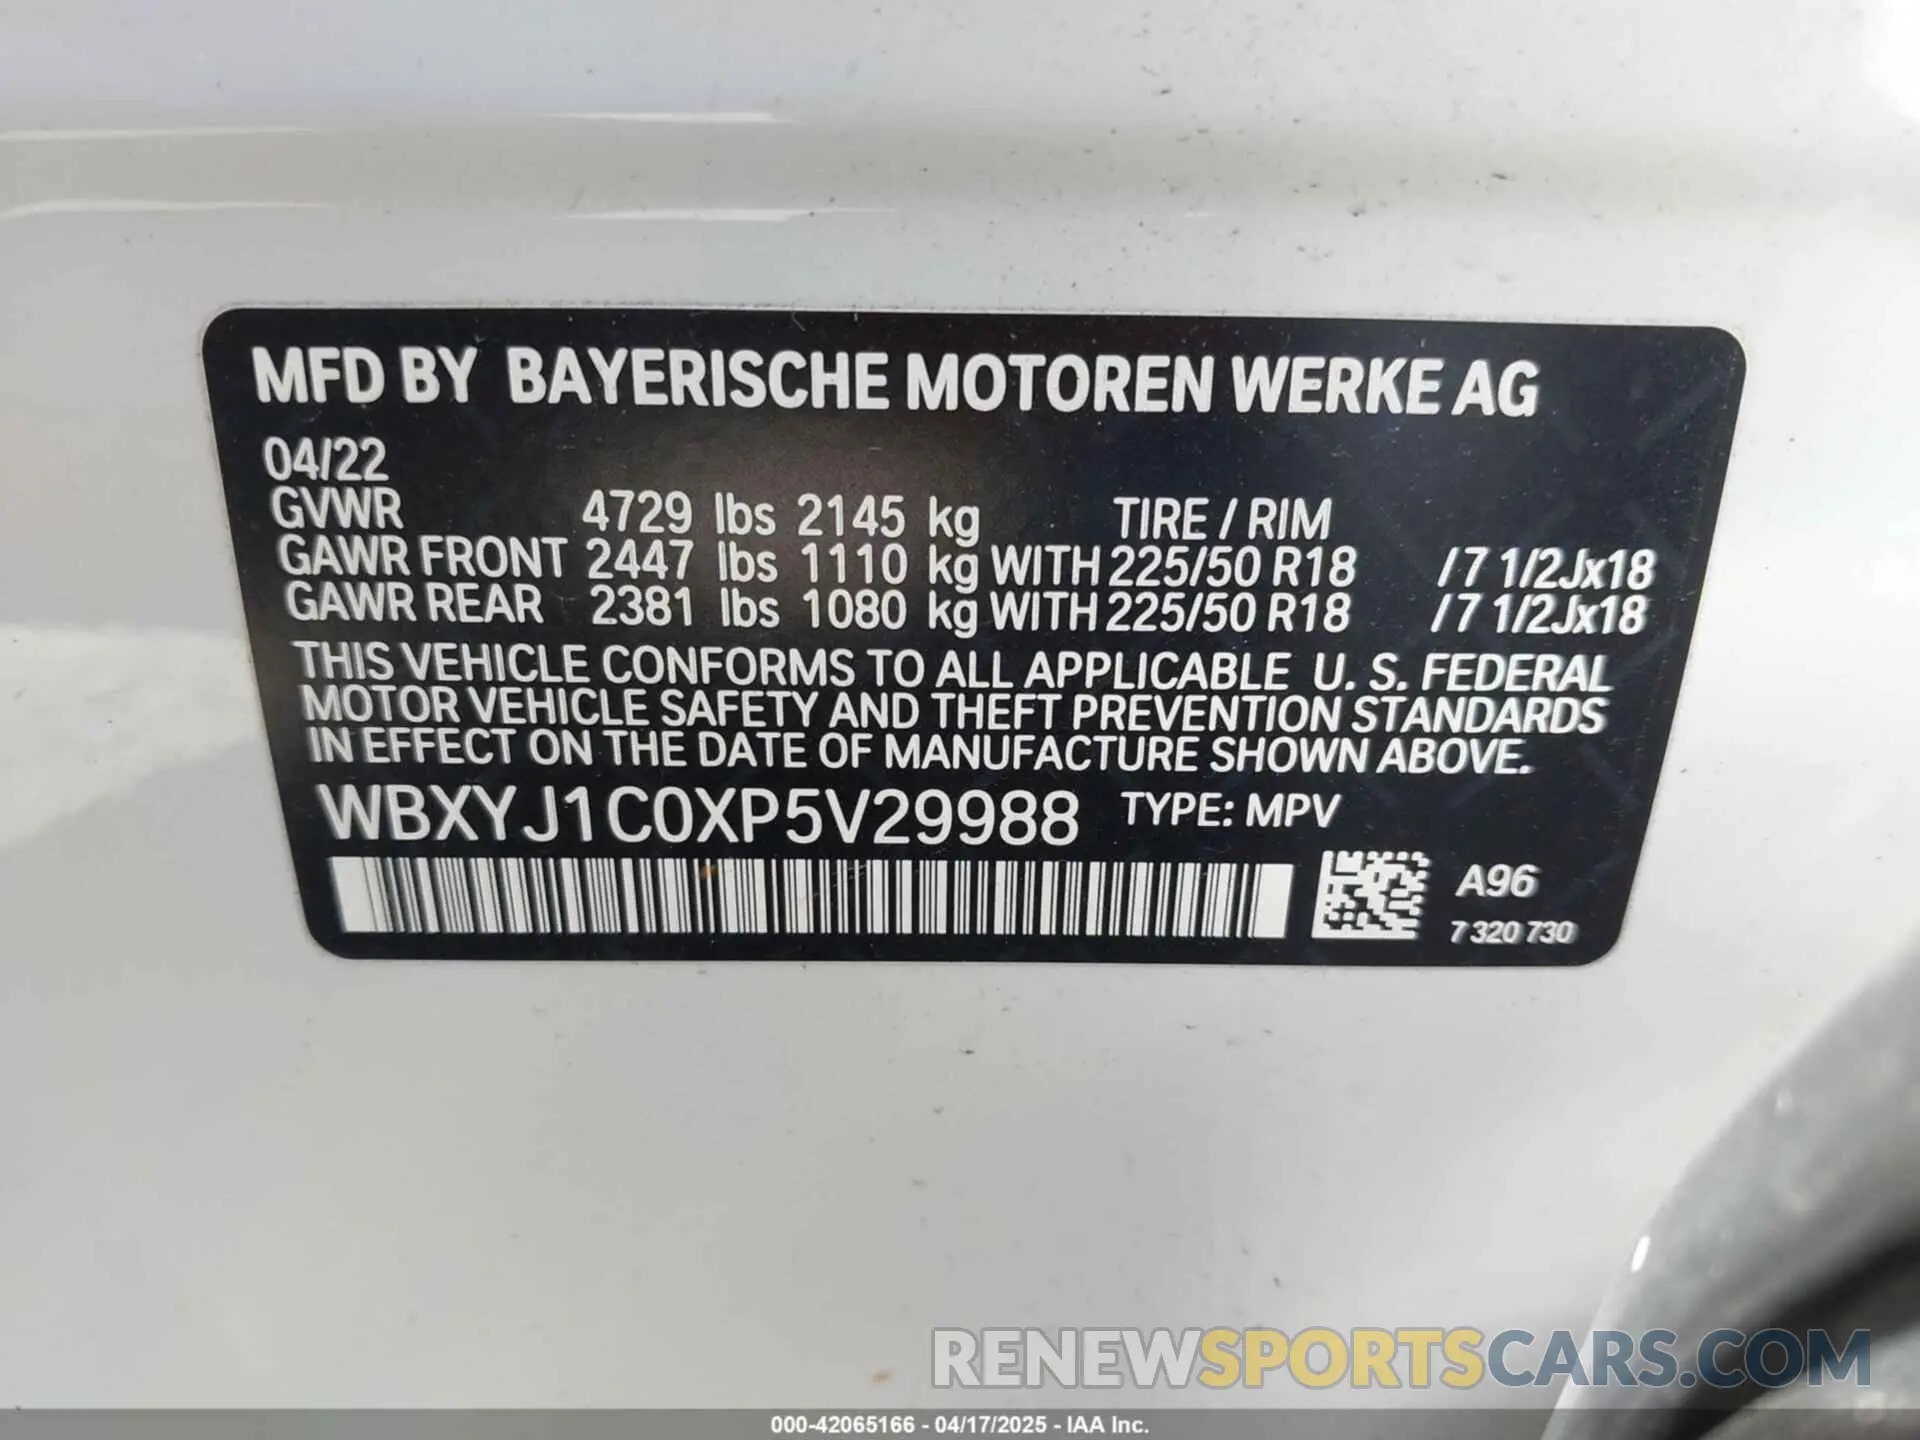 MFD BY BAYERISCHE MOTOREN WERKE AG
04/22
GVWR 4729 lbs 2145 kg TIRE / RIM
GAWR FRONT 2447 lbs 1110 kg WITH 225/50 R18 /7 1/2Jx18
GAWR REAR 2381 lbs 1080 kg WITH 225/50 R18 /7 1/2Jx18
THIS VEHICLE CONFORMS TO ALL APPLICABLE U. S. FEDERAL
MOTOR VEHICLE SAFETY AND THEFT PREVENTION STANDARDS
IN EFFECT ON THE DATE OF MANUFACTURE SHOWN ABOVE.
WBXYJ1C0XP5V29988 TYPE: MPV
A96
7 320 730
RENEWSPORTSCARS.COM
000-42065166 - 04/17/2025 - IAA Inc.